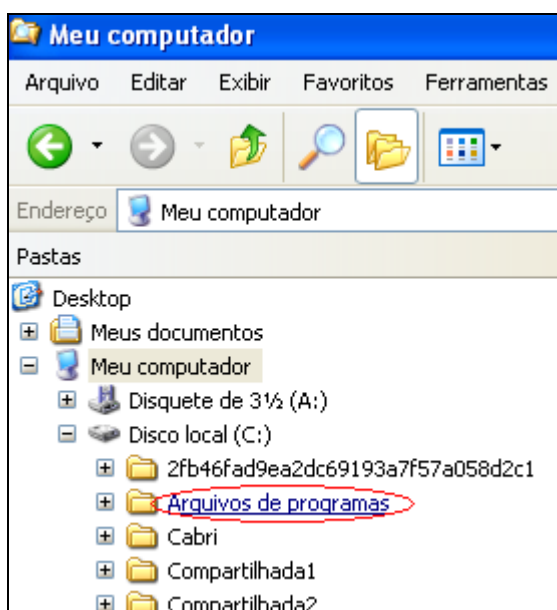 Meu computador
Arquivo Editar Exibir Favoritos Ferramentas
Endereço Meu computador
Pastas
Desktop
Meus documentos
Meu computador
Disquete de 3½ (A:)
Disco local (C:)
2fb46fad9ea2dc69193a7f57a058d2c1
Arquivos de programas
Cabri
Compartilhada1
Compartilhada2